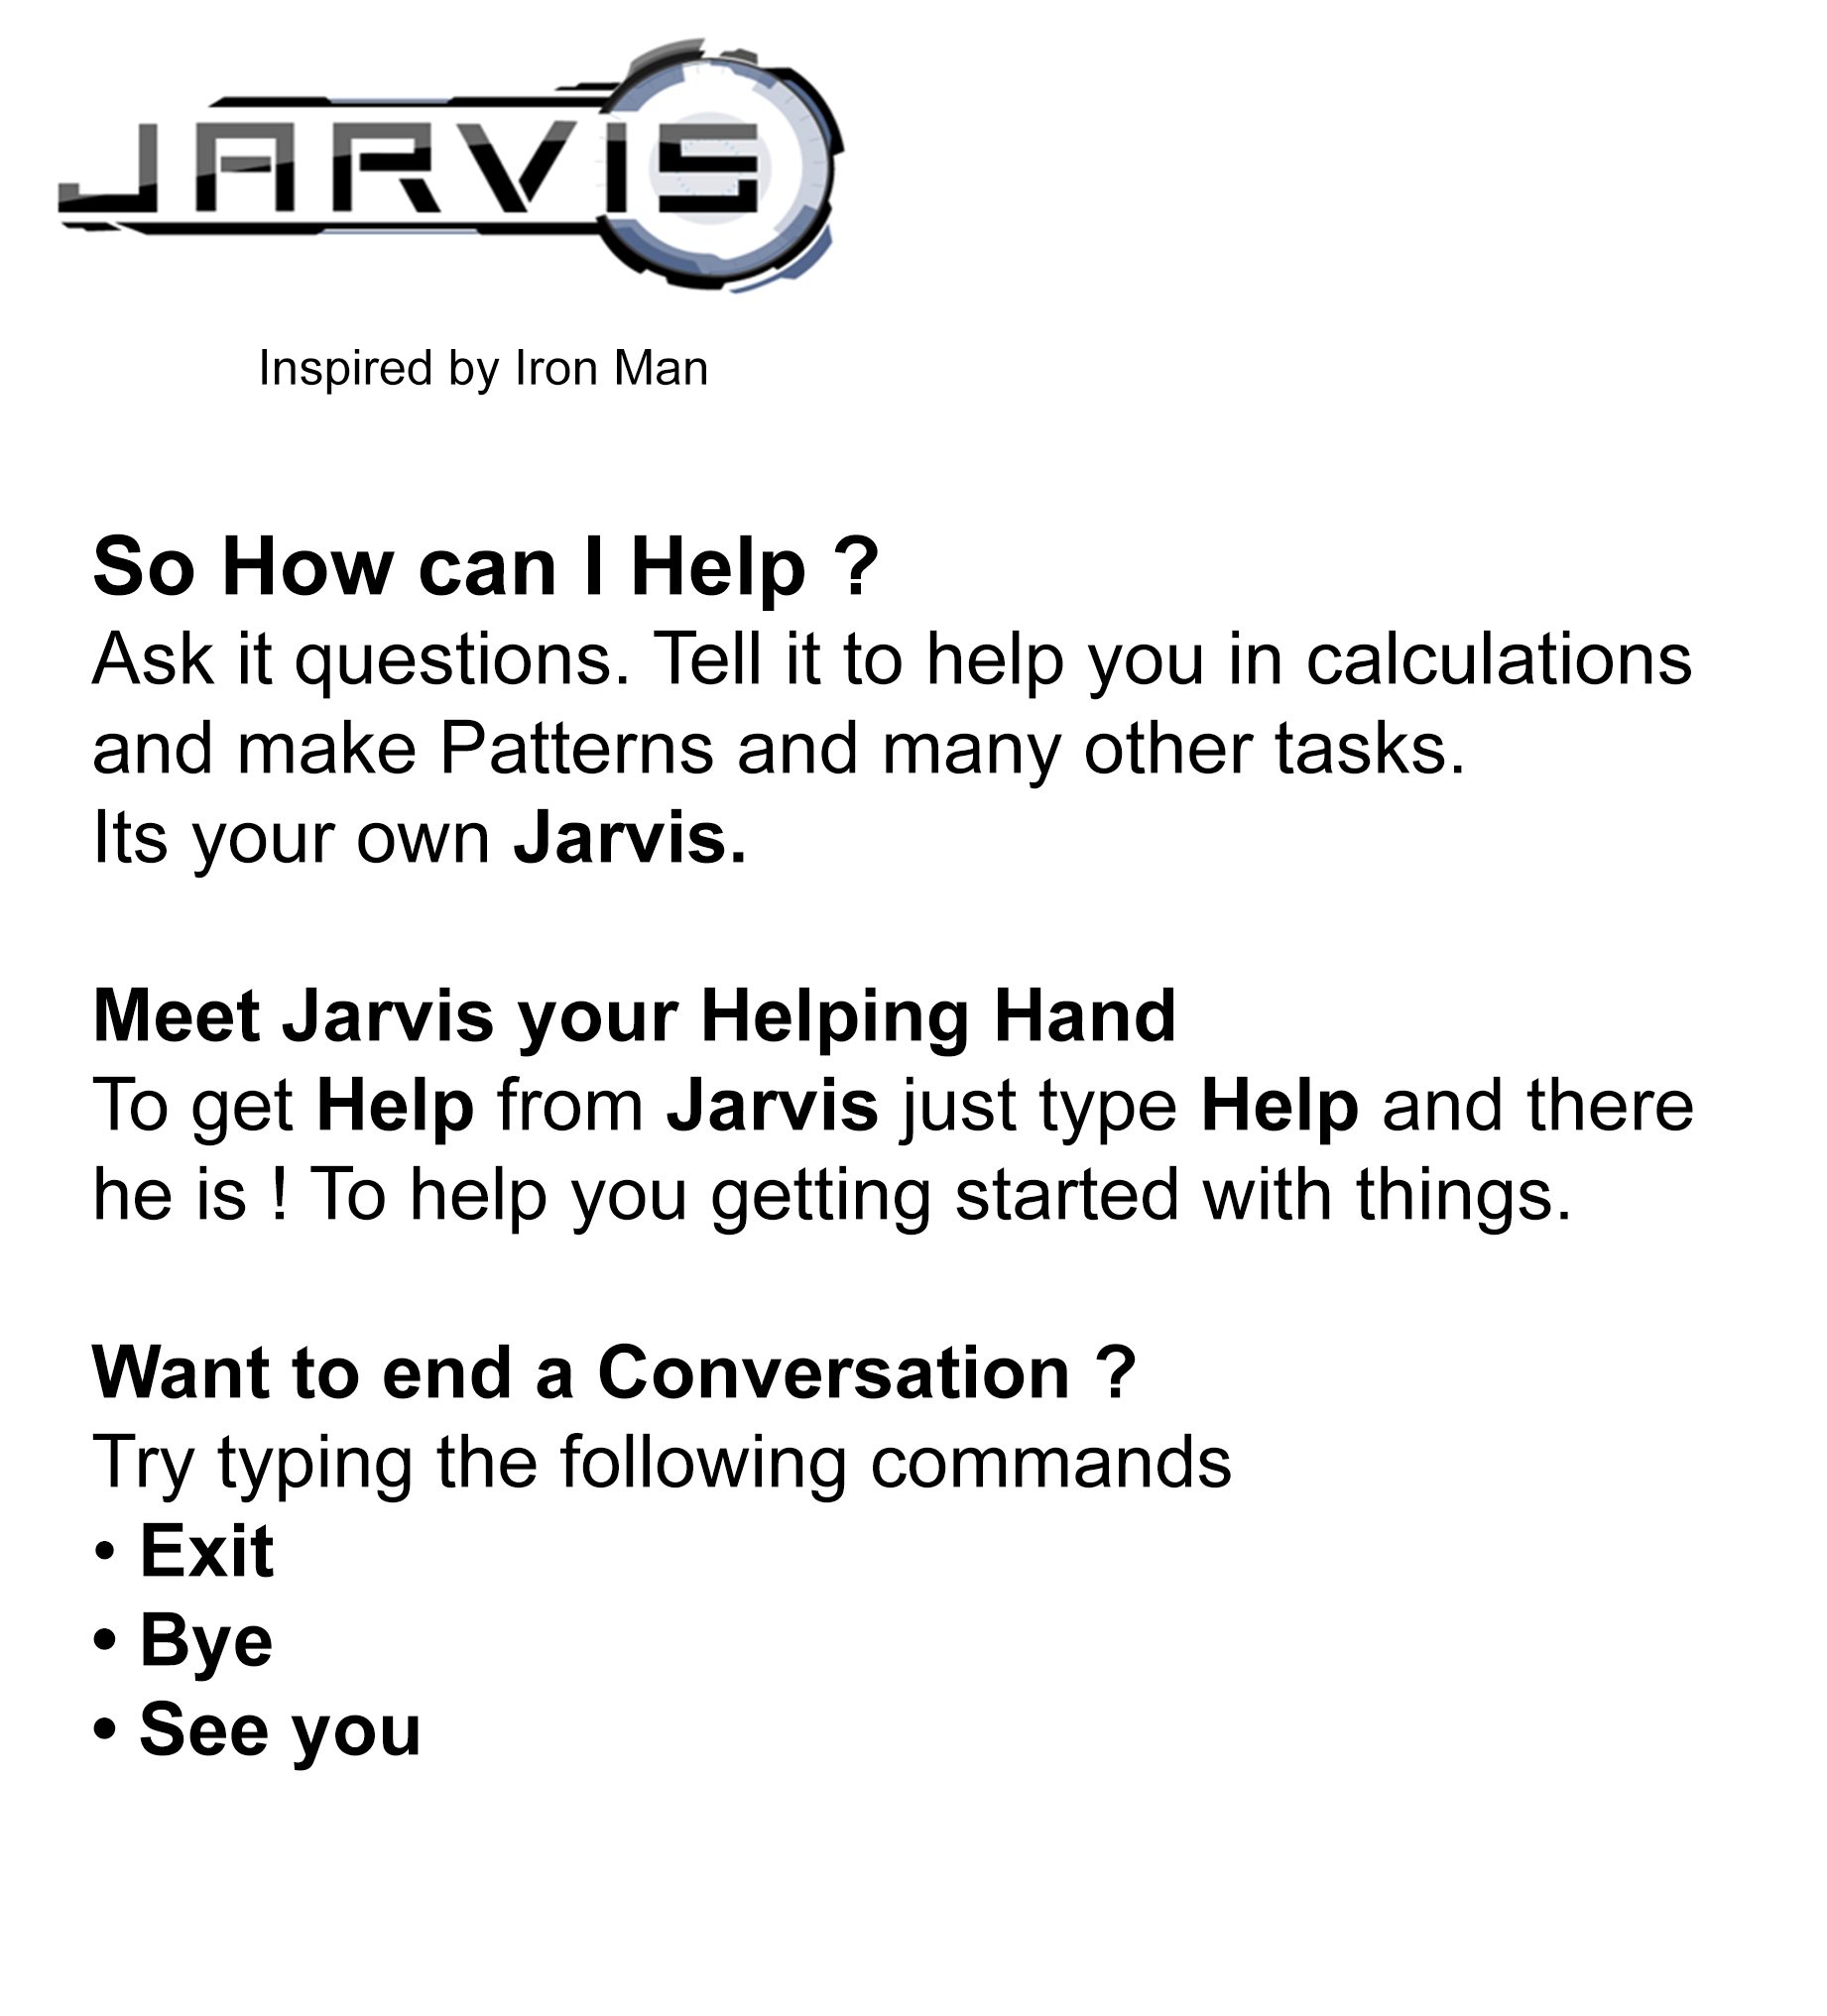 JARVIS
Inspired by Iron Man
So How can I Help ?
Ask it questions. Tell it to help you in calculations
and make Patterns and many other tasks.
Its your own Jarvis.
Meet Jarvis your Helping Hand
To get Help from Jarvis just type Help and there
he is ! To help you getting started with things.
Want to end a Conversation ?
Try typing the following commands
• Exit
• Bye
• See you